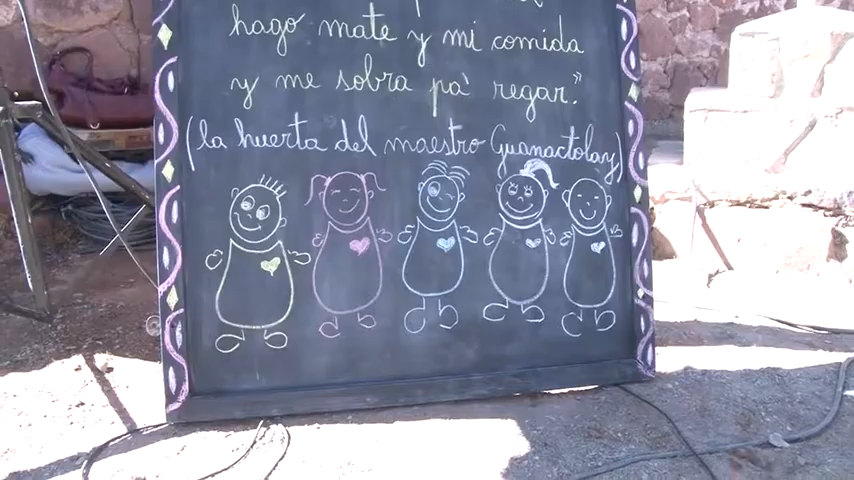 hago mate y mi comida
y me sobra pa' regar."
(la huerta del maestro Guanactolay)